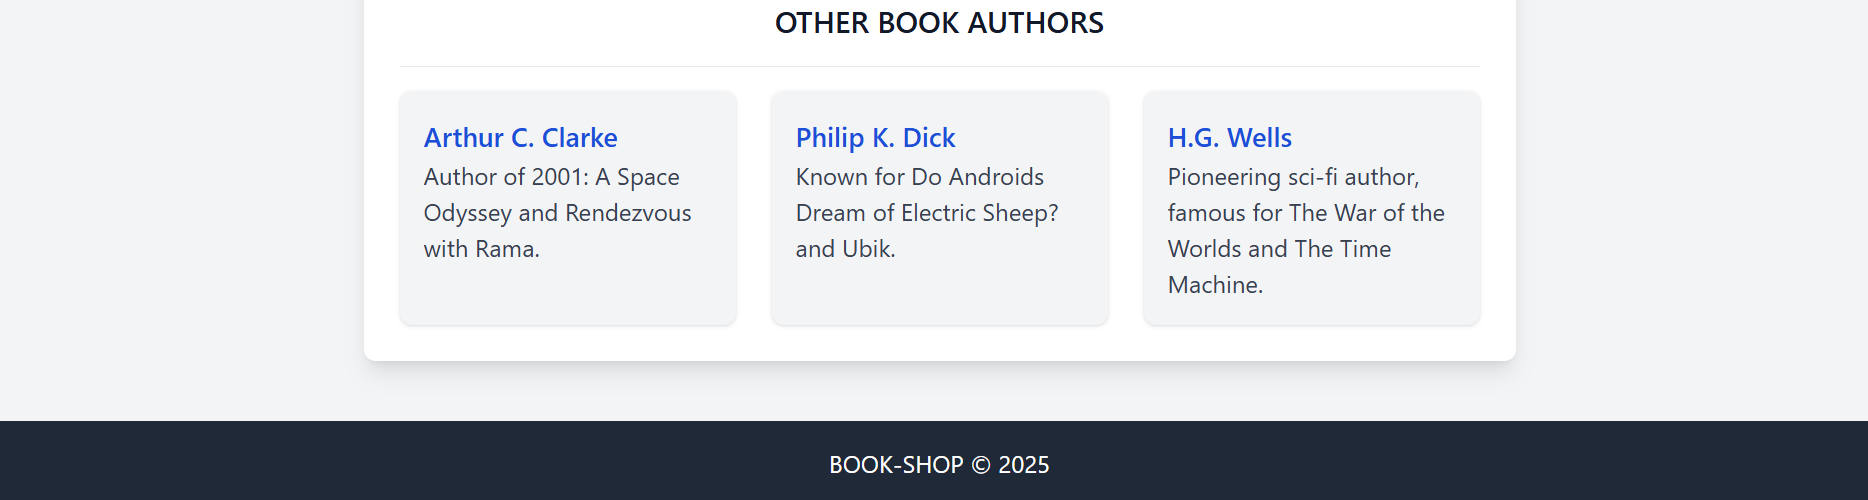 OTHER BOOK AUTHORS
Arthur C. Clarke
Author of 2001: A Space
Odyssey and Rendezvous
with Rama.
Philip K. Dick
Known for Do Androids
Dream of Electric Sheep?
and Ubik.
H.G. Wells
Pioneering sci-fi author,
famous for The War of the
Worlds and The Time
Machine.
BOOK-SHOP © 2025